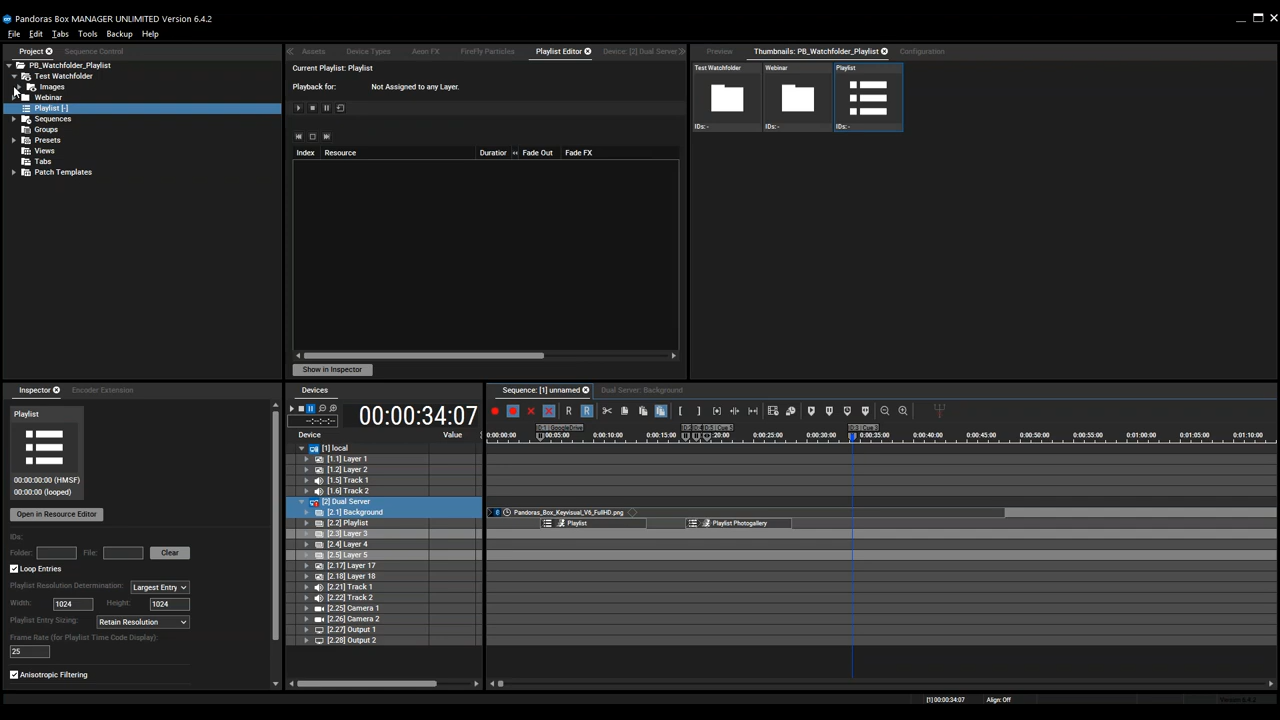 Pandoras Box MANAGER UNLIMITED Version 6.4.2
File Edit Tabs Tools Backup Help
Project Sequence Control
PB_Watchfolder_Playlist
Test Watchfolder
Images
Webinar
Playlist [-]
Sequences
Groups
Presets
Views
Tabs
Patch Templates
Assets Device Types Aeon FX FireFly Particles Playlist Editor Device: [2] Dual Server
Current Playlist: Playlist
Playback for: Not Assigned to any Layer.
Index Resource Duration Fade Out Fade FX
Show in Inspector
Preview Thumbnails: PB_Watchfolder_Playlist Configuration
Test Watchfolder Webinar Playlist
IDs: - IDs: - IDs: -
Inspector Encoder Extension
Playlist
00:00:00:00 (HMSF)
00:00:00 (looped)
Open in Resource Editor
IDs:
Folder: File: Clear
Loop Entries
Playlist Resolution Determination: Largest Entry
Width: 1024 Height: 1024
Playlist Entry Sizing: Retain Resolution
Frame Rate (for Playlist Time Code Display):
25
Anisotropic Filtering
Devices
00:00:34:07
--:--:--:--
Device Value
[1] local
[1.1] Layer 1
[1.2] Layer 2
[1.5] Track 1
[1.6] Track 2
[2] Dual Server
[2.1] Background
[2.2] Playlist
[2.3] Layer 3
[2.4] Layer 4
[2.5] Layer 5
[2.17] Layer 17
[2.18] Layer 18
[2.21] Track 1
[2.22] Track 2
[2.25] Camera 1
[2.26] Camera 2
[2.27] Output 1
[2.28] Output 2
Sequence: [1] unnamed Dual Server: Background
R R
0:00:00:00 00:05:00 0:00:10:00 0:00:15:00 20:00 0:00:25:00 0:00:30:00 0:00:35:00 0:00:40:00 0:00:45:00 0:00:50:00 0:00:55:00 0:01:00:00 0:01:05:00 0:01:10:00
Pandoras_Box_Keyvisual_V6_FullHD.png
Playlist Playlist Photogallery
[1]00:00:34:07 Align: Off Version 6.4.2